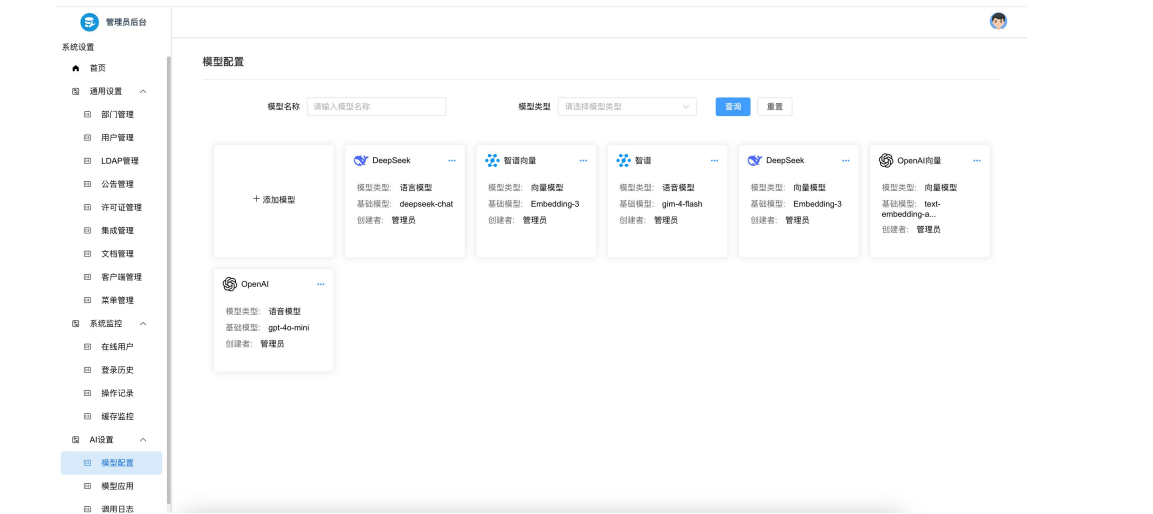 管理员后台
系统设置
首页
通用设置
部门管理
用户管理
LDAP管理
公告管理
许可证管理
集成管理
文档管理
客户端管理
菜单管理
系统监控
在线用户
登录历史
操作记录
缓存监控
AI设置
模型配置
模型应用
调用日志
模型配置
模型名称 请输入模型名称 模型类型 请选择模型类型 查询 重置
+ 添加模型
DeepSeek ...
模型类型: 语言模型
基础模型: deepseek-chat
创建者: 管理员
智谱向量 ...
模型类型: 向量模型
基础模型: Embedding-3
创建者: 管理员
智谱 ...
模型类型: 语音模型
基础模型: gim-4-flash
创建者: 管理员
DeepSeek ...
模型类型: 向量模型
基础模型: Embedding-3
创建者: 管理员
OpenAI向量 ...
模型类型: 向量模型
基础模型: text-
embedding-a...
创建者: 管理员
OpenAI ...
模型类型: 语音模型
基础模型: gpt-4o-mini
创建者: 管理员